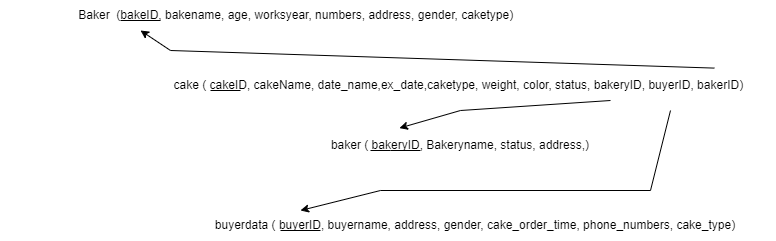 Baker (bakeID, bakename, age, worksyear, numbers, address, gender, caketype)
cake ( cakeID, cakeName, date_name,ex_date,caketype, weight, color, status, bakeryID, buyerID, bakerID)
baker ( bakeryID, Bakeryname, status, address,)
buyerdata ( buyerID, buyername, address, gender, cake_order_time, phone_numbers, cake_type)